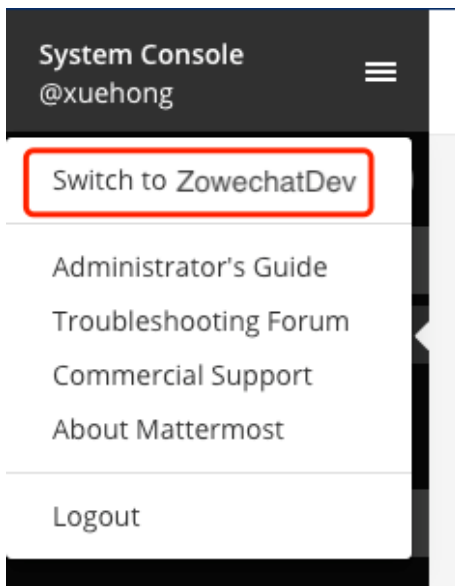 System Console
@xuehong
Switch to ZowechatDev
Administrator's Guide
Troubleshooting Forum
Commercial Support
About Mattermost
Logout